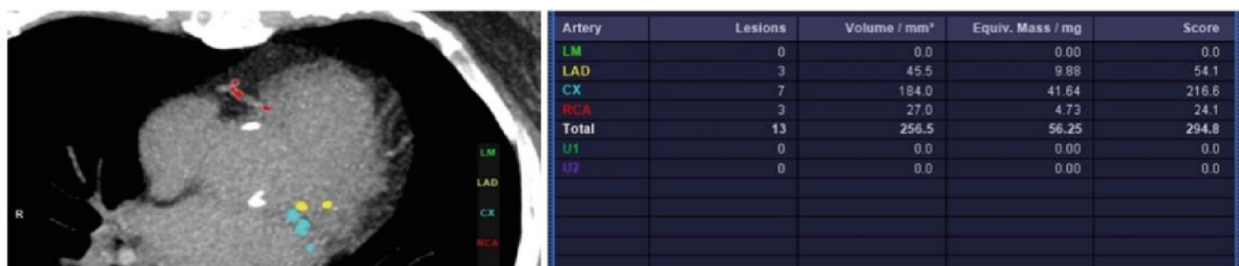 LM
LAD
R
CX
RCA
Artery Lesions Volume / mm³ Equiv. Mass / mg Score
LM 0 0.0 0.00 0.0
LAD 3 45.5 9.88 54.1
CX 7 184.0 41.64 216.6
RCA 3 27.0 4.73 24.1
Total 13 256.5 56.25 294.8
U1 0 0.0 0.00 0.0
U2 0 0.0 0.00 0.0